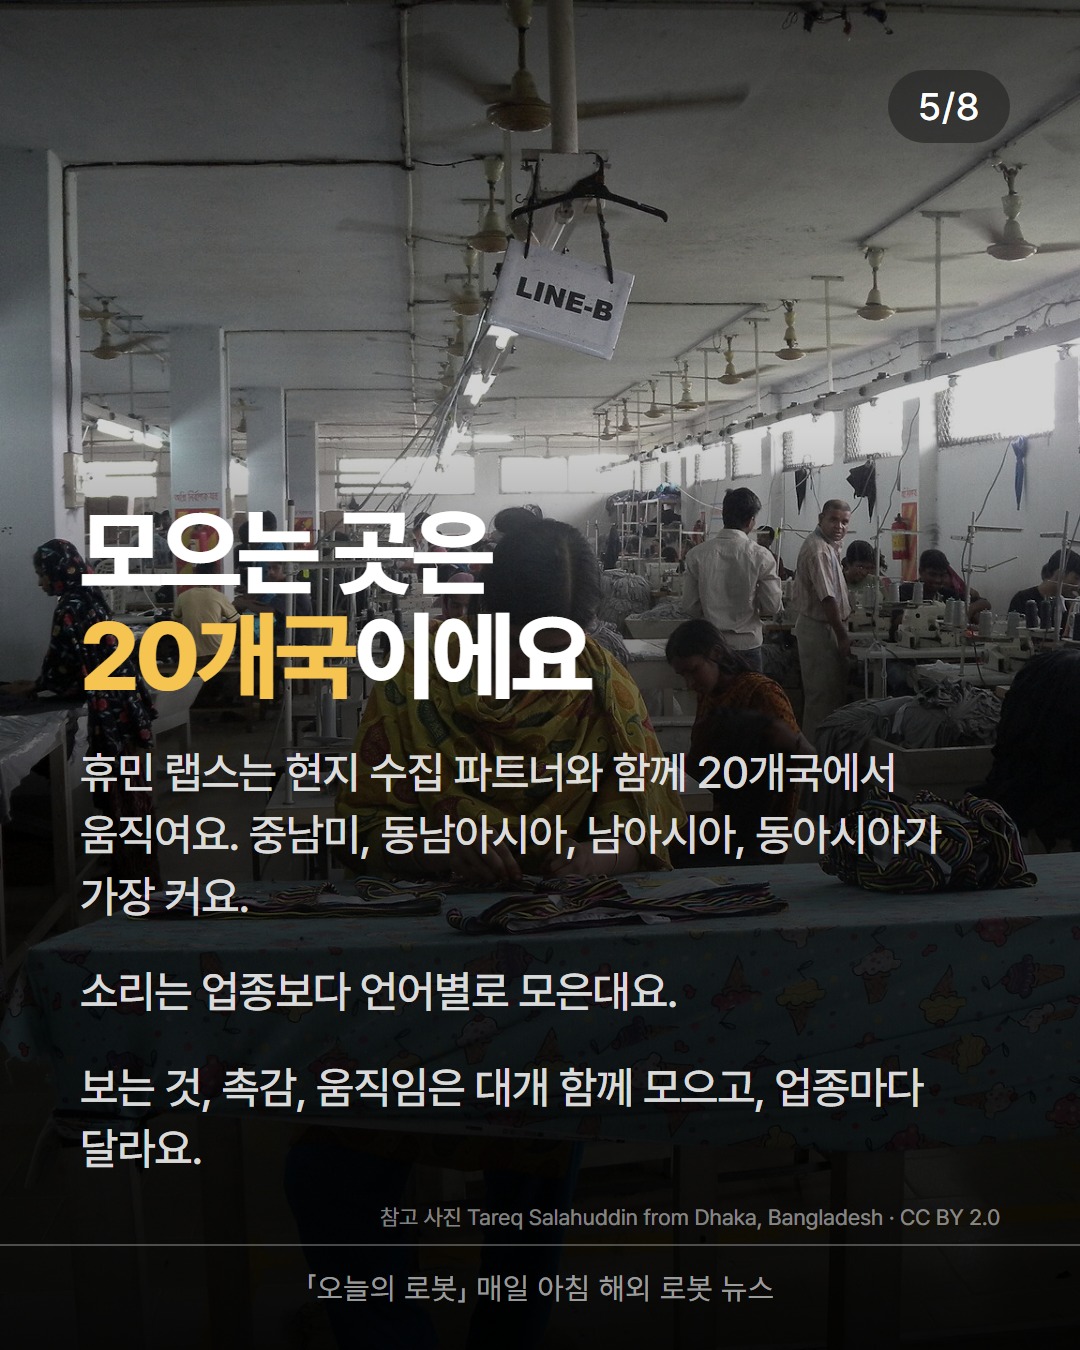 5/8
LINE-B
모으는 곳은
20개국이에요
휴민 랩스는 현지 수집 파트너와 함께 20개국에서
움직여요. 중남미, 동남아시아, 남아시아, 동아시아가
가장 커요.
소리는 업종보다 언어별로 모은대요.
보는 것, 촉감, 움직임은 대개 함께 모으고, 업종마다
달라요.
참고 사진 Tareq Salahuddin from Dhaka, Bangladesh · CC BY 2.0
「오늘의 로봇」 매일 아침 해외 로봇 뉴스